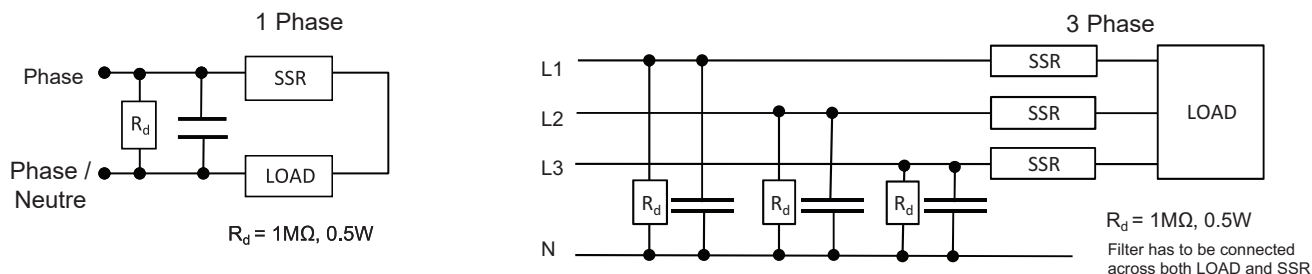 1 Phase
Phase
SSR
R_d
Phase /
Neutre
LOAD
R_d = 1MΩ, 0.5W
3 Phase
L1
SSR
L2
SSR
LOAD
L3
SSR
R_d
R_d
R_d
N
R_d = 1MΩ, 0.5W
Filter has to be connected
across both LOAD and SSR